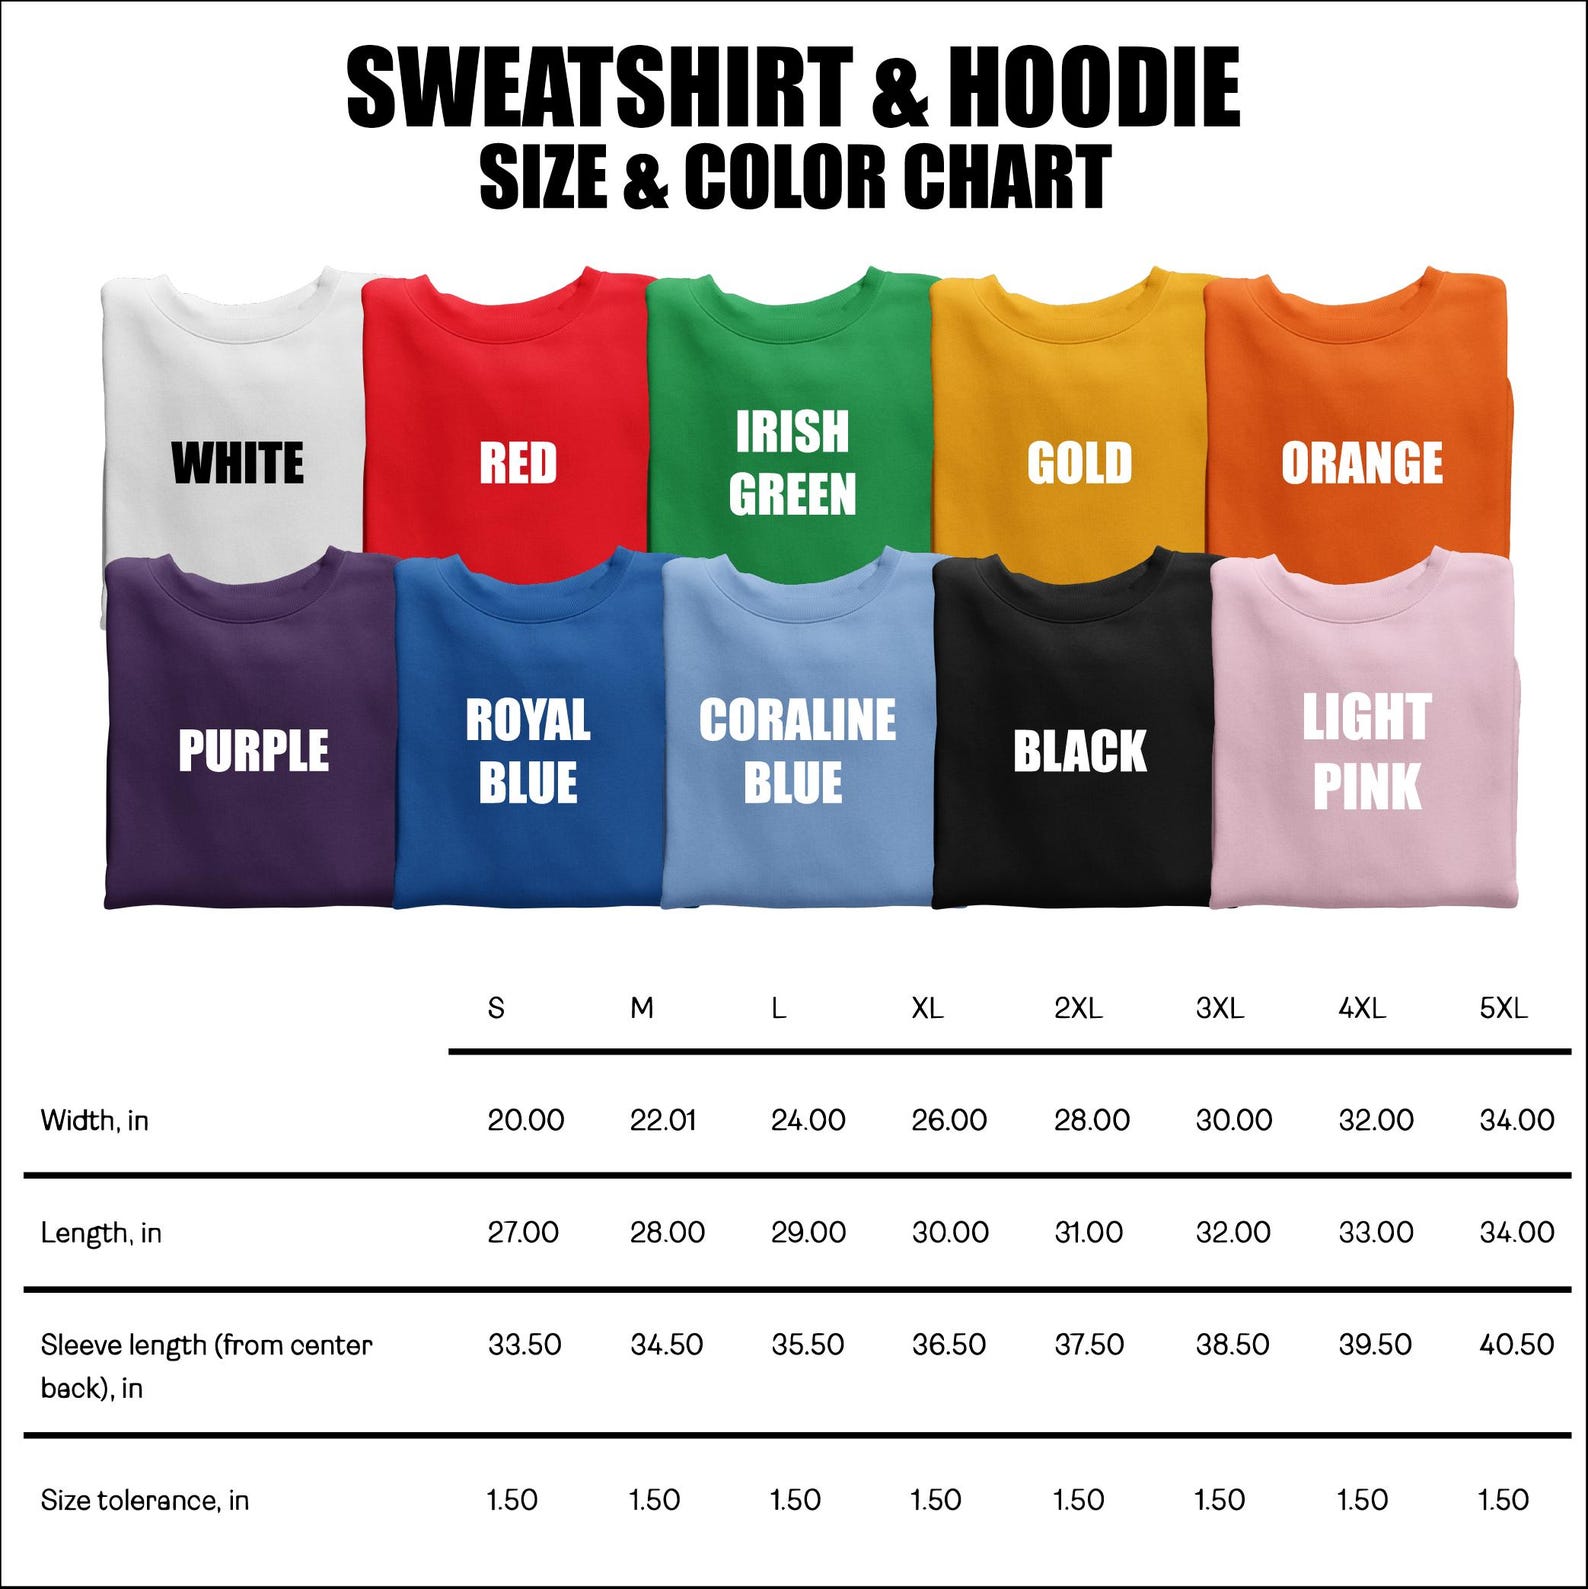 SWEATSHIRT & HOODIE
SIZE & COLOR CHART
WHITE
RED
IRISH
GREEN
GOLD
ORANGE
PURPLE
ROYAL
BLUE
CORALINE
BLUE
BLACK
LIGHT
PINK
S M L XL 2XL 3XL 4XL 5XL
Width, in 20.00 22.01 24.00 26.00 28.00 30.00 32.00 34.00
Length, in 27.00 28.00 29.00 30.00 31.00 32.00 33.00 34.00
Sleeve length (from center 33.50 34.50 35.50 36.50 37.50 38.50 39.50 40.50
back), in
Size tolerance, in 1.50 1.50 1.50 1.50 1.50 1.50 1.50 1.50